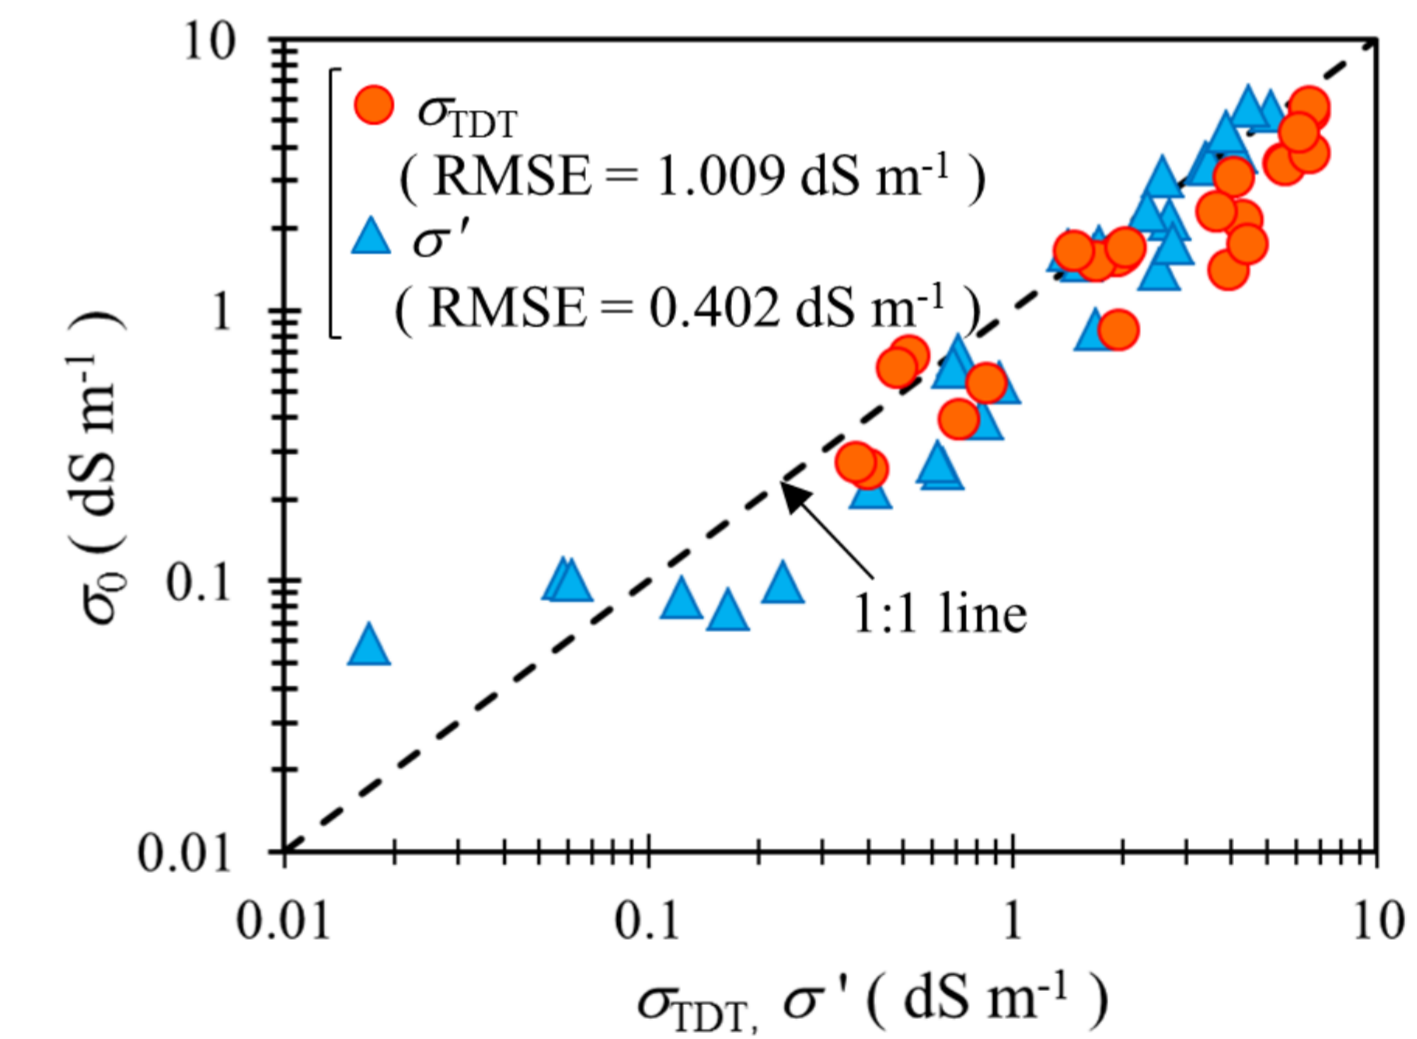 10
σTDT
( RMSE = 1.009 dS m-1 )
σ'
( RMSE = 0.402 dS m-1 )
1
σ0 ( dS m-1 )
0.1
1:1 line
0.01
0.01 0.1 1 10
σTDT, σ' ( dS m-1 )